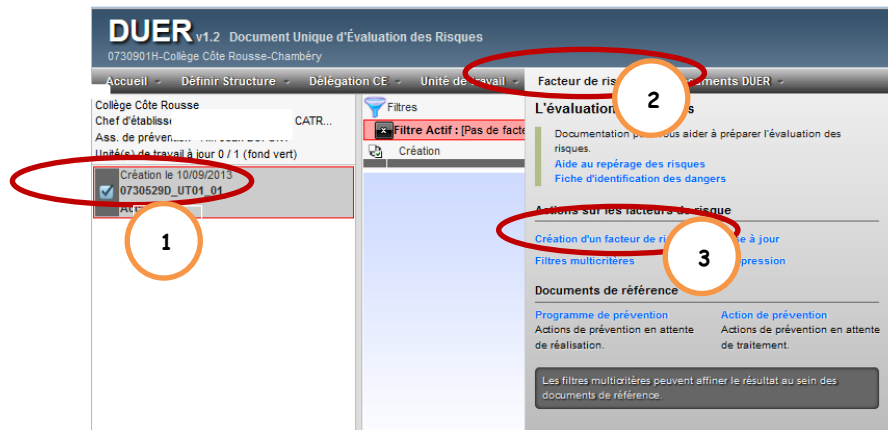 DUER v1.2 Document Unique d'Évaluation des Risques
0730901H-Collège Côte Rousse-Chambéry
Accueil Définir Structure Délégation CE Unité de travail Facteur de ris DUER
Collège Côte Rousse
Chef d'établiss CATR...
Ass. de préven
Unité(s) de travail à jour 0 / 1 (fond vert)
Création le 10/09/2013
0730529D_UT01_01
1
Filtres
Filtre Actif : [Pas de facte
Création
L'évaluation
2
Documentation aider à préparer l'évaluation des
risques.
Aide au repérage des risques
Fiche d'identification des dangers
Actions sur les facteurs de risque
Création d'un facteur de ri à jour
Filtres multicritères pression
3
Documents de référence
Programme de prévention Action de prévention
Actions de prévention en attente Actions de prévention en attente
de réalisation. de traitement.
Les filtres multicritères peuvent affiner le résultat au sein des
documents de référence.